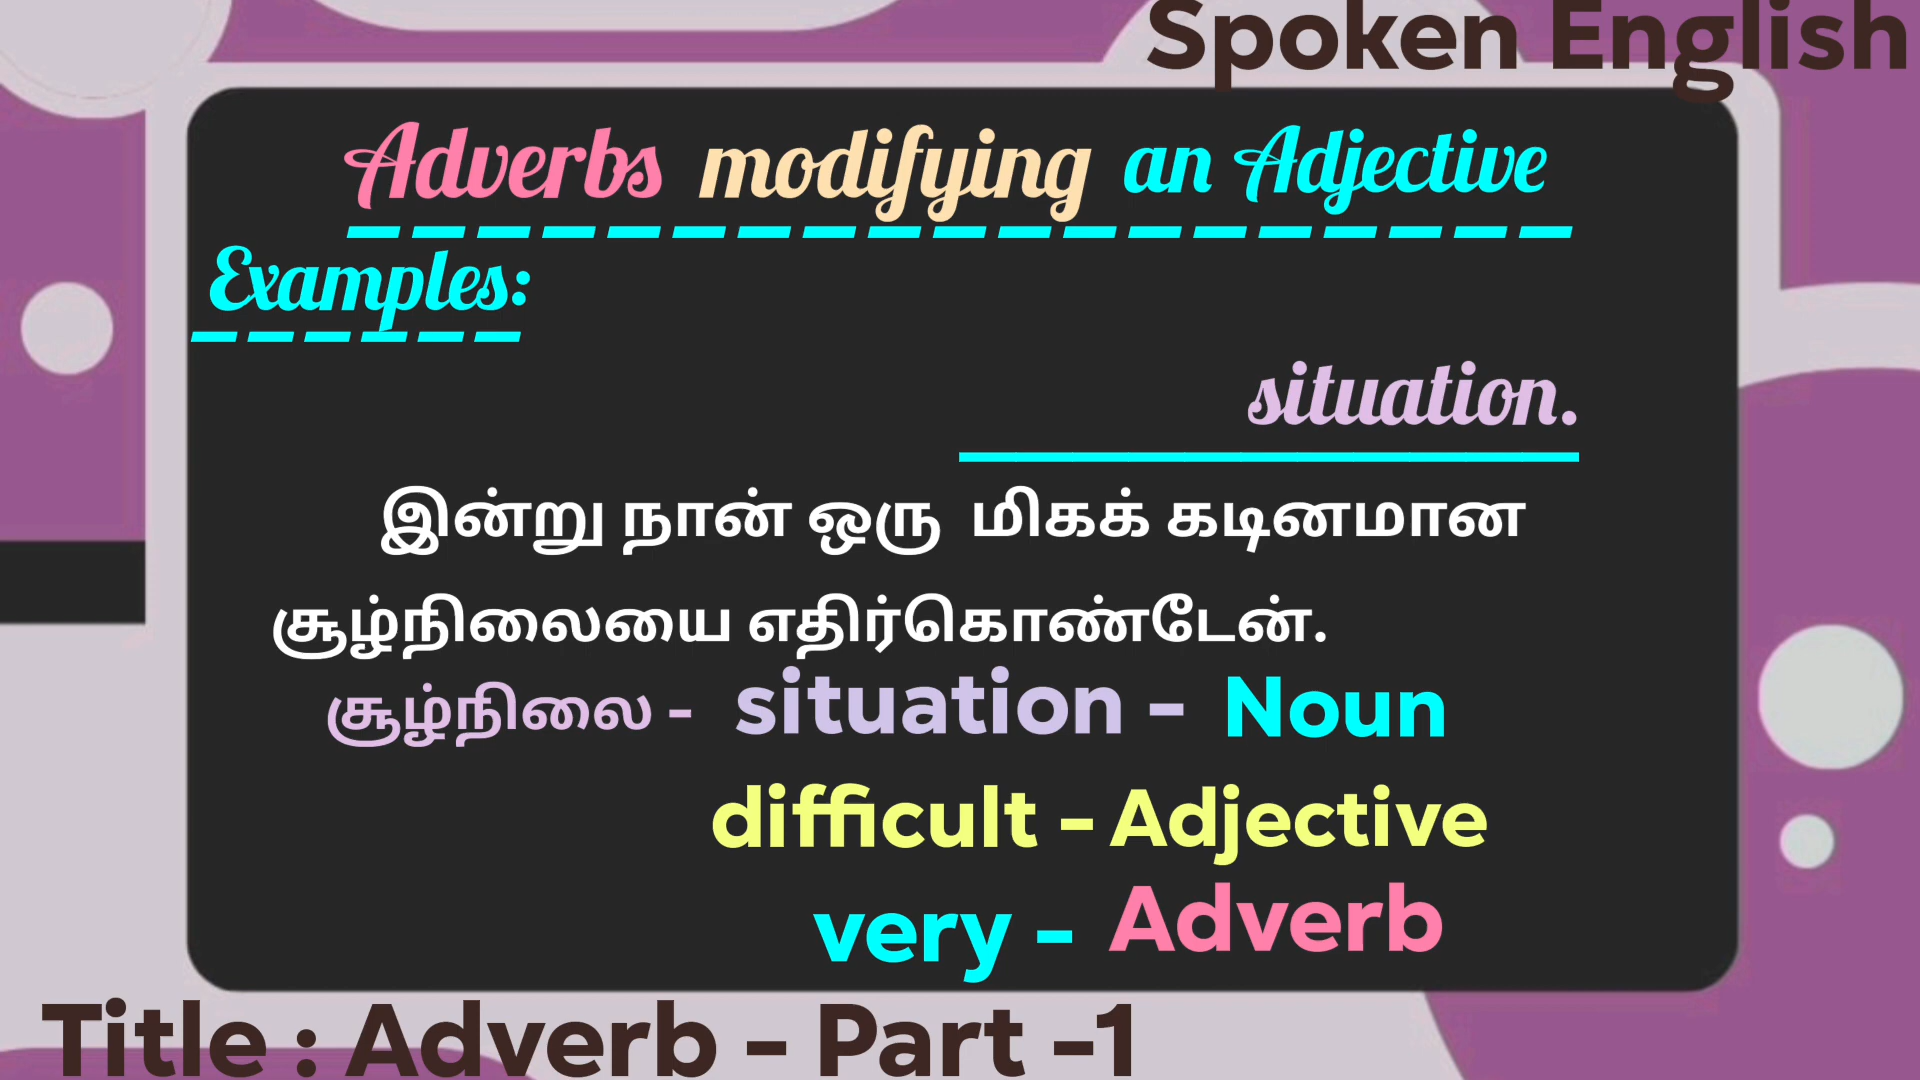 Spoken English
Adverbs modifying an Adjective
Examples:
situation.
இன்று நான் ஒரு மிகக் கடினமான
சூழ்நிலையை எதிர்கொண்டேன்.
சூழ்நிலை - situation - Noun
difficult - Adjective
very - Adverb
Title : Adverb - Part -1